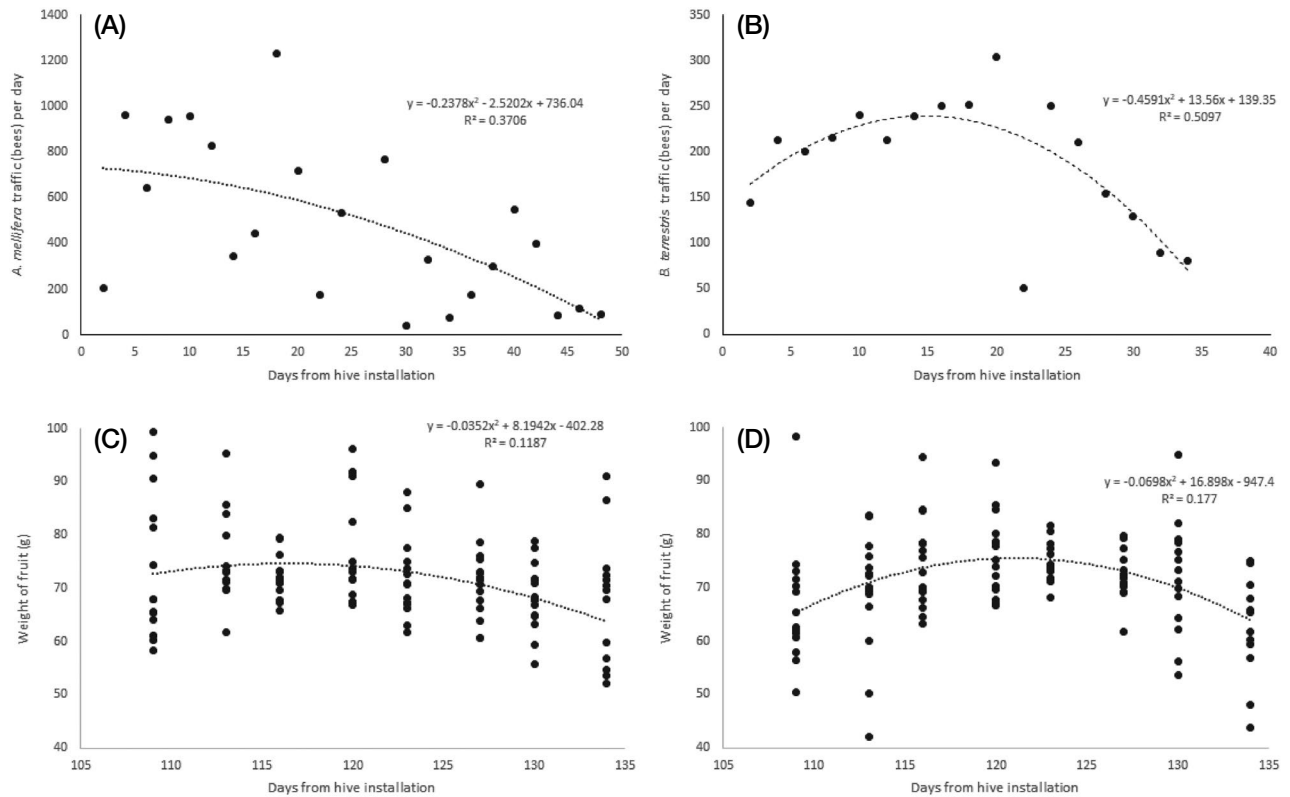 (A)
1400
1200
1000
800
600
400
200
0
A. mellifera traffic (bees) per day
y = -0.2378x² - 2.5202x + 736.04
R² = 0.3706
0 5 10 15 20 25 30 35 40 45 50
Days from hive installation
(B)
350
300
250
200
150
100
50
0
B. terrestris traffic (bees) per day
y = -0.4591x² + 13.56x + 139.35
R² = 0.5097
0 5 10 15 20 25 30 35 40
Days from hive installation
(C)
100
90
80
70
60
50
40
Weight of fruit (g)
y = -0.0352x² + 8.1942x - 402.28
R² = 0.1187
105 110 115 120 125 130 135
Days from hive installation
(D)
100
90
80
70
60
50
40
Weight of fruit (g)
y = -0.0698x² + 16.898x - 947.4
R² = 0.177
105 110 115 120 125 130 135
Days from hive installation